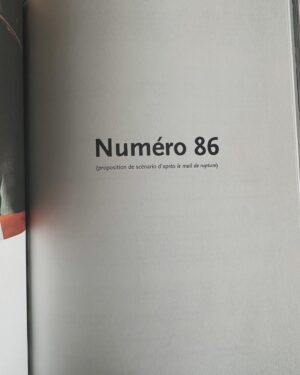 Numéro 86
(proposition de scénario d'après le mail de rupture)